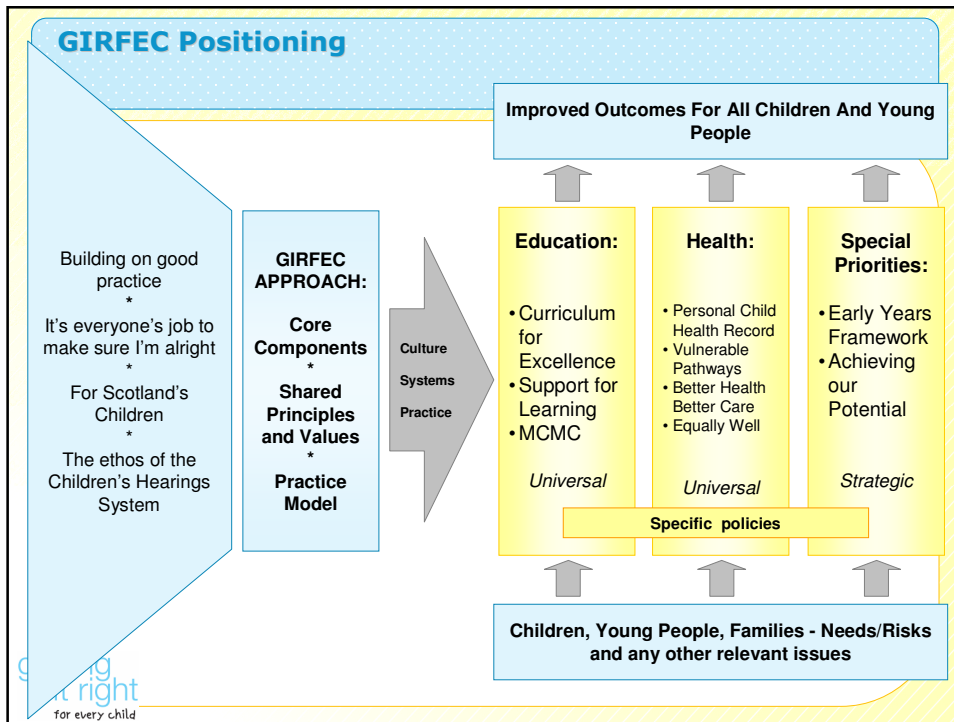 GIRFEC Positioning
Building on good
practice
*
It's everyone's job to
make sure I'm alright
*
For Scotland's
Children
*
The ethos of the
Children's Hearings
System
GIRFEC
APPROACH:
Core
Components
*
Shared
Principles
and Values
*
Practice
Model
Culture
Systems
Practice
Improved Outcomes For All Children And Young
People
Education:
• Curriculum
for
Excellence
• Support for
Learning
• MCMC
Universal
Health:
• Personal Child
Health Record
• Vulnerable
Pathways
• Better Health
Better Care
• Equally Well
Universal
Special
Priorities:
• Early Years
Framework
• Achieving
our
Potential
Strategic
Specific policies
Children, Young People, Families - Needs/Risks
and any other relevant issues
right
for every child